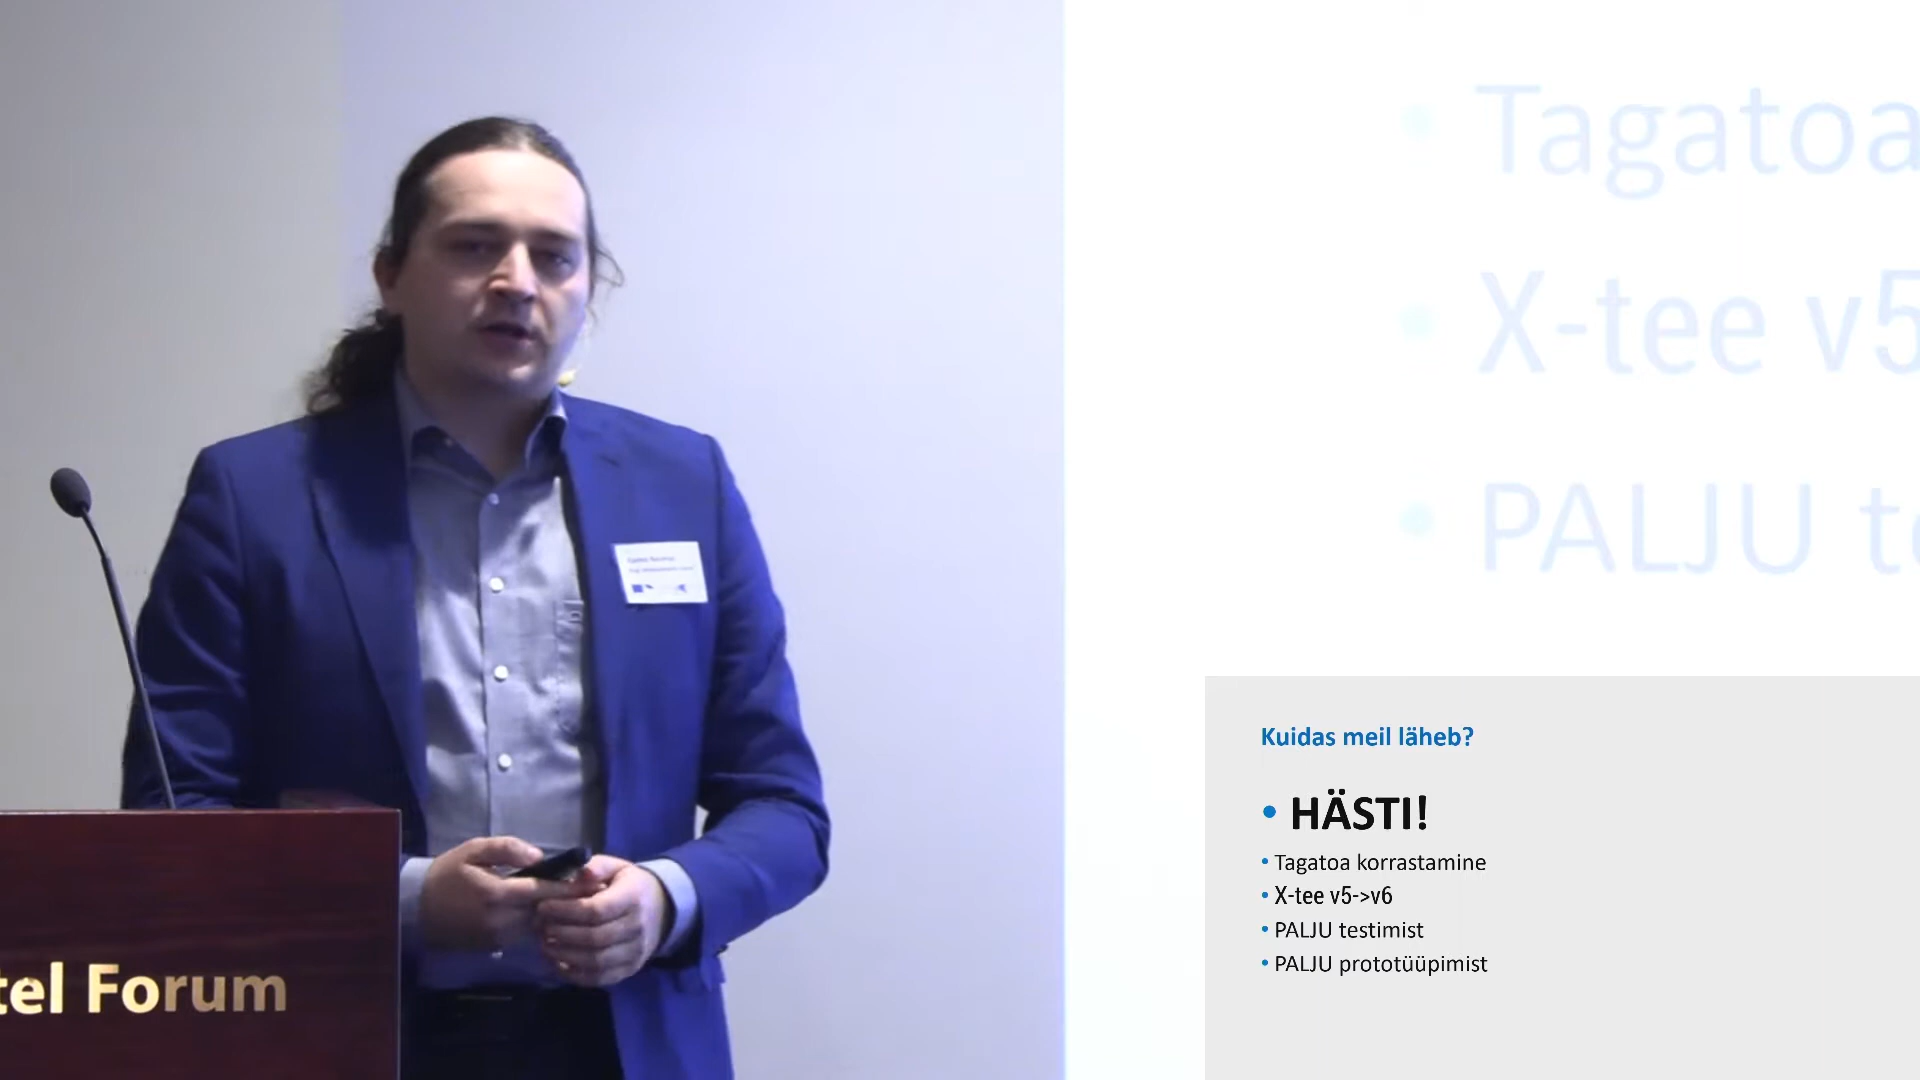 Tagatoa
X-tee v5
PALJU te
Kuidas meil läheb?
• HÄSTI!
• Tagatoa korrastamine
• X-tee v5->v6
• PALJU testimist
• PALJU prototüüpimist
tel Forum